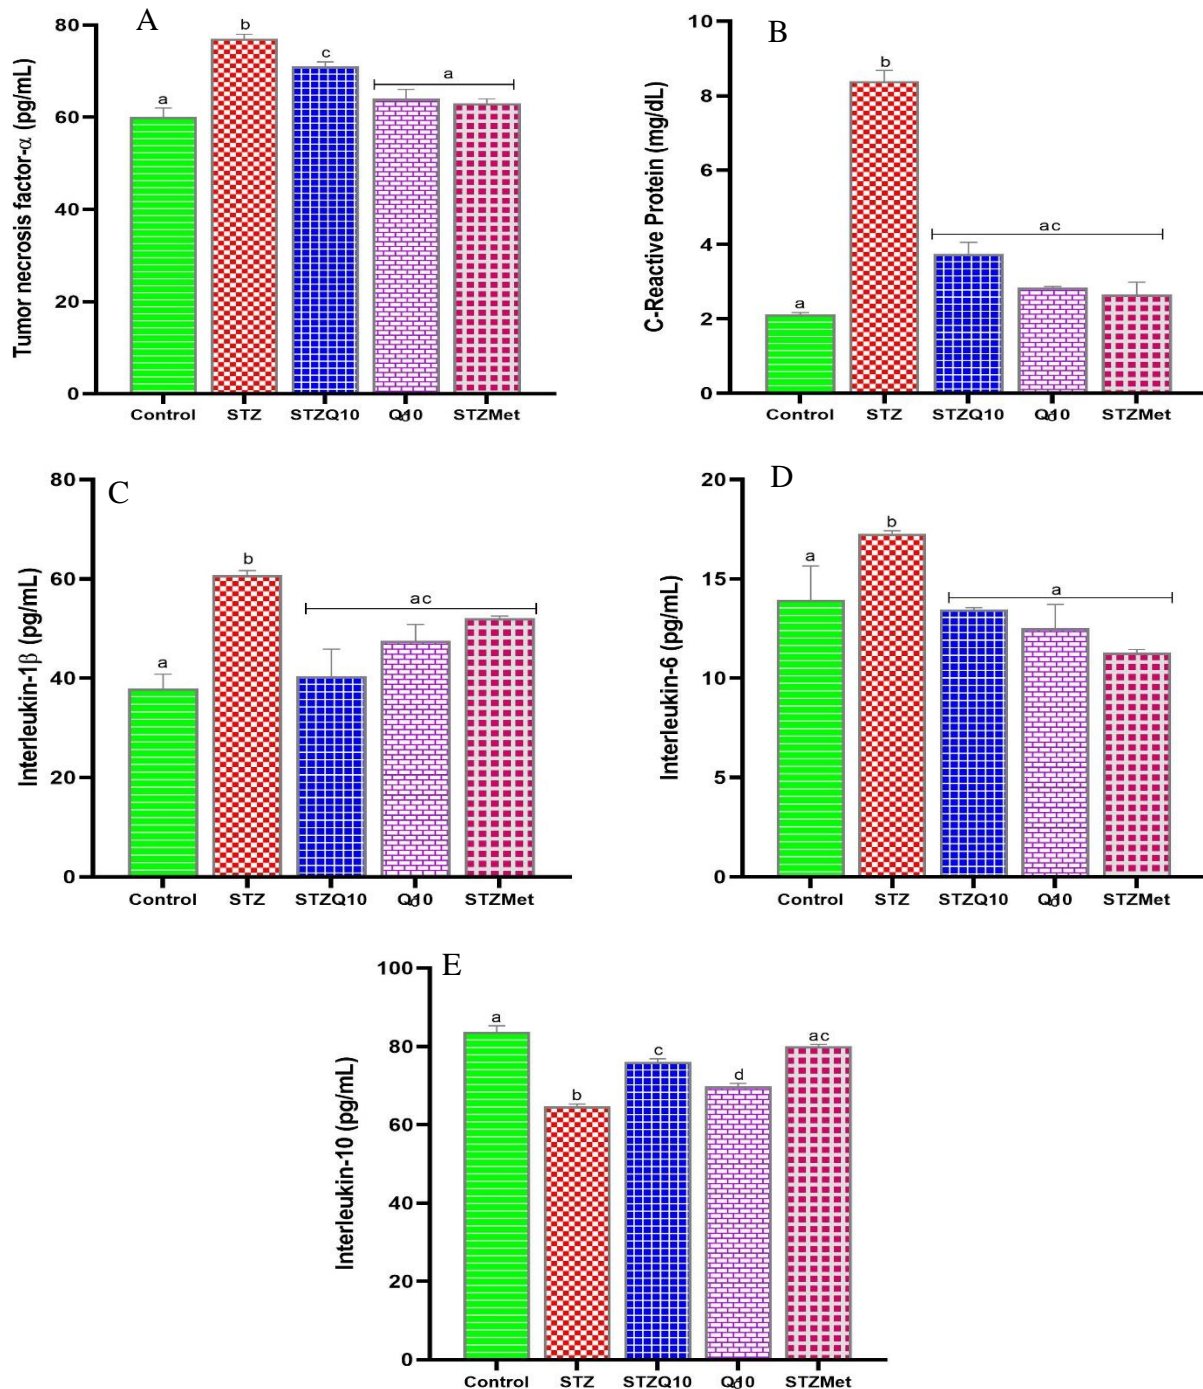 A
Tumor necrosis factor-α (pg/mL)
80
60
40
20
0
a
b
c
a
Control STZ STZQ10 Q10 STZMet
B
C-Reactive Protein (mg/dL)
10
8
6
4
2
0
a
b
ac
Control STZ STZQ10 Q10 STZMet
C
Interleukin-1β (pg/mL)
80
60
40
20
0
a
b
ac
Control STZ STZQ10 Q10 STZMet
D
Interleukin-6 (pg/mL)
20
15
10
5
0
a
b
a
Control STZ STZQ10 Q10 STZMet
E
Interleukin-10 (pg/mL)
100
80
60
40
20
0
a
b
c
d
ac
Control STZ STZQ10 Q10 STZMet